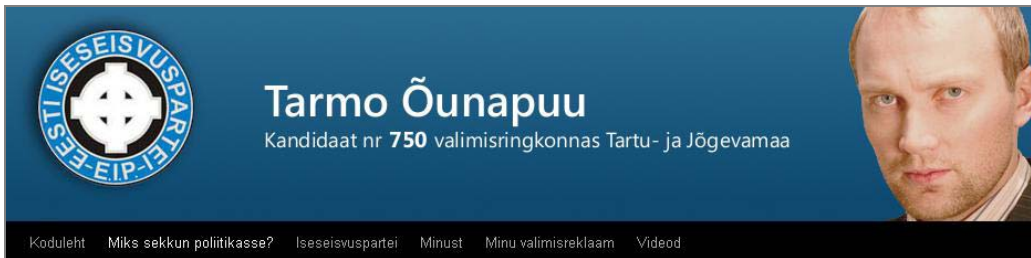 EESTI ISESEISVUSPARTEI
-E.I.P.-
Tarmo Õunapuu
Kandidaat nr 750 valimisringkonnas Tartu- ja Jõgevamaa
Koduleht Miks sekkun poliitikasse? Iseseisvuspartei Minust Minu valimisreklaam Videod